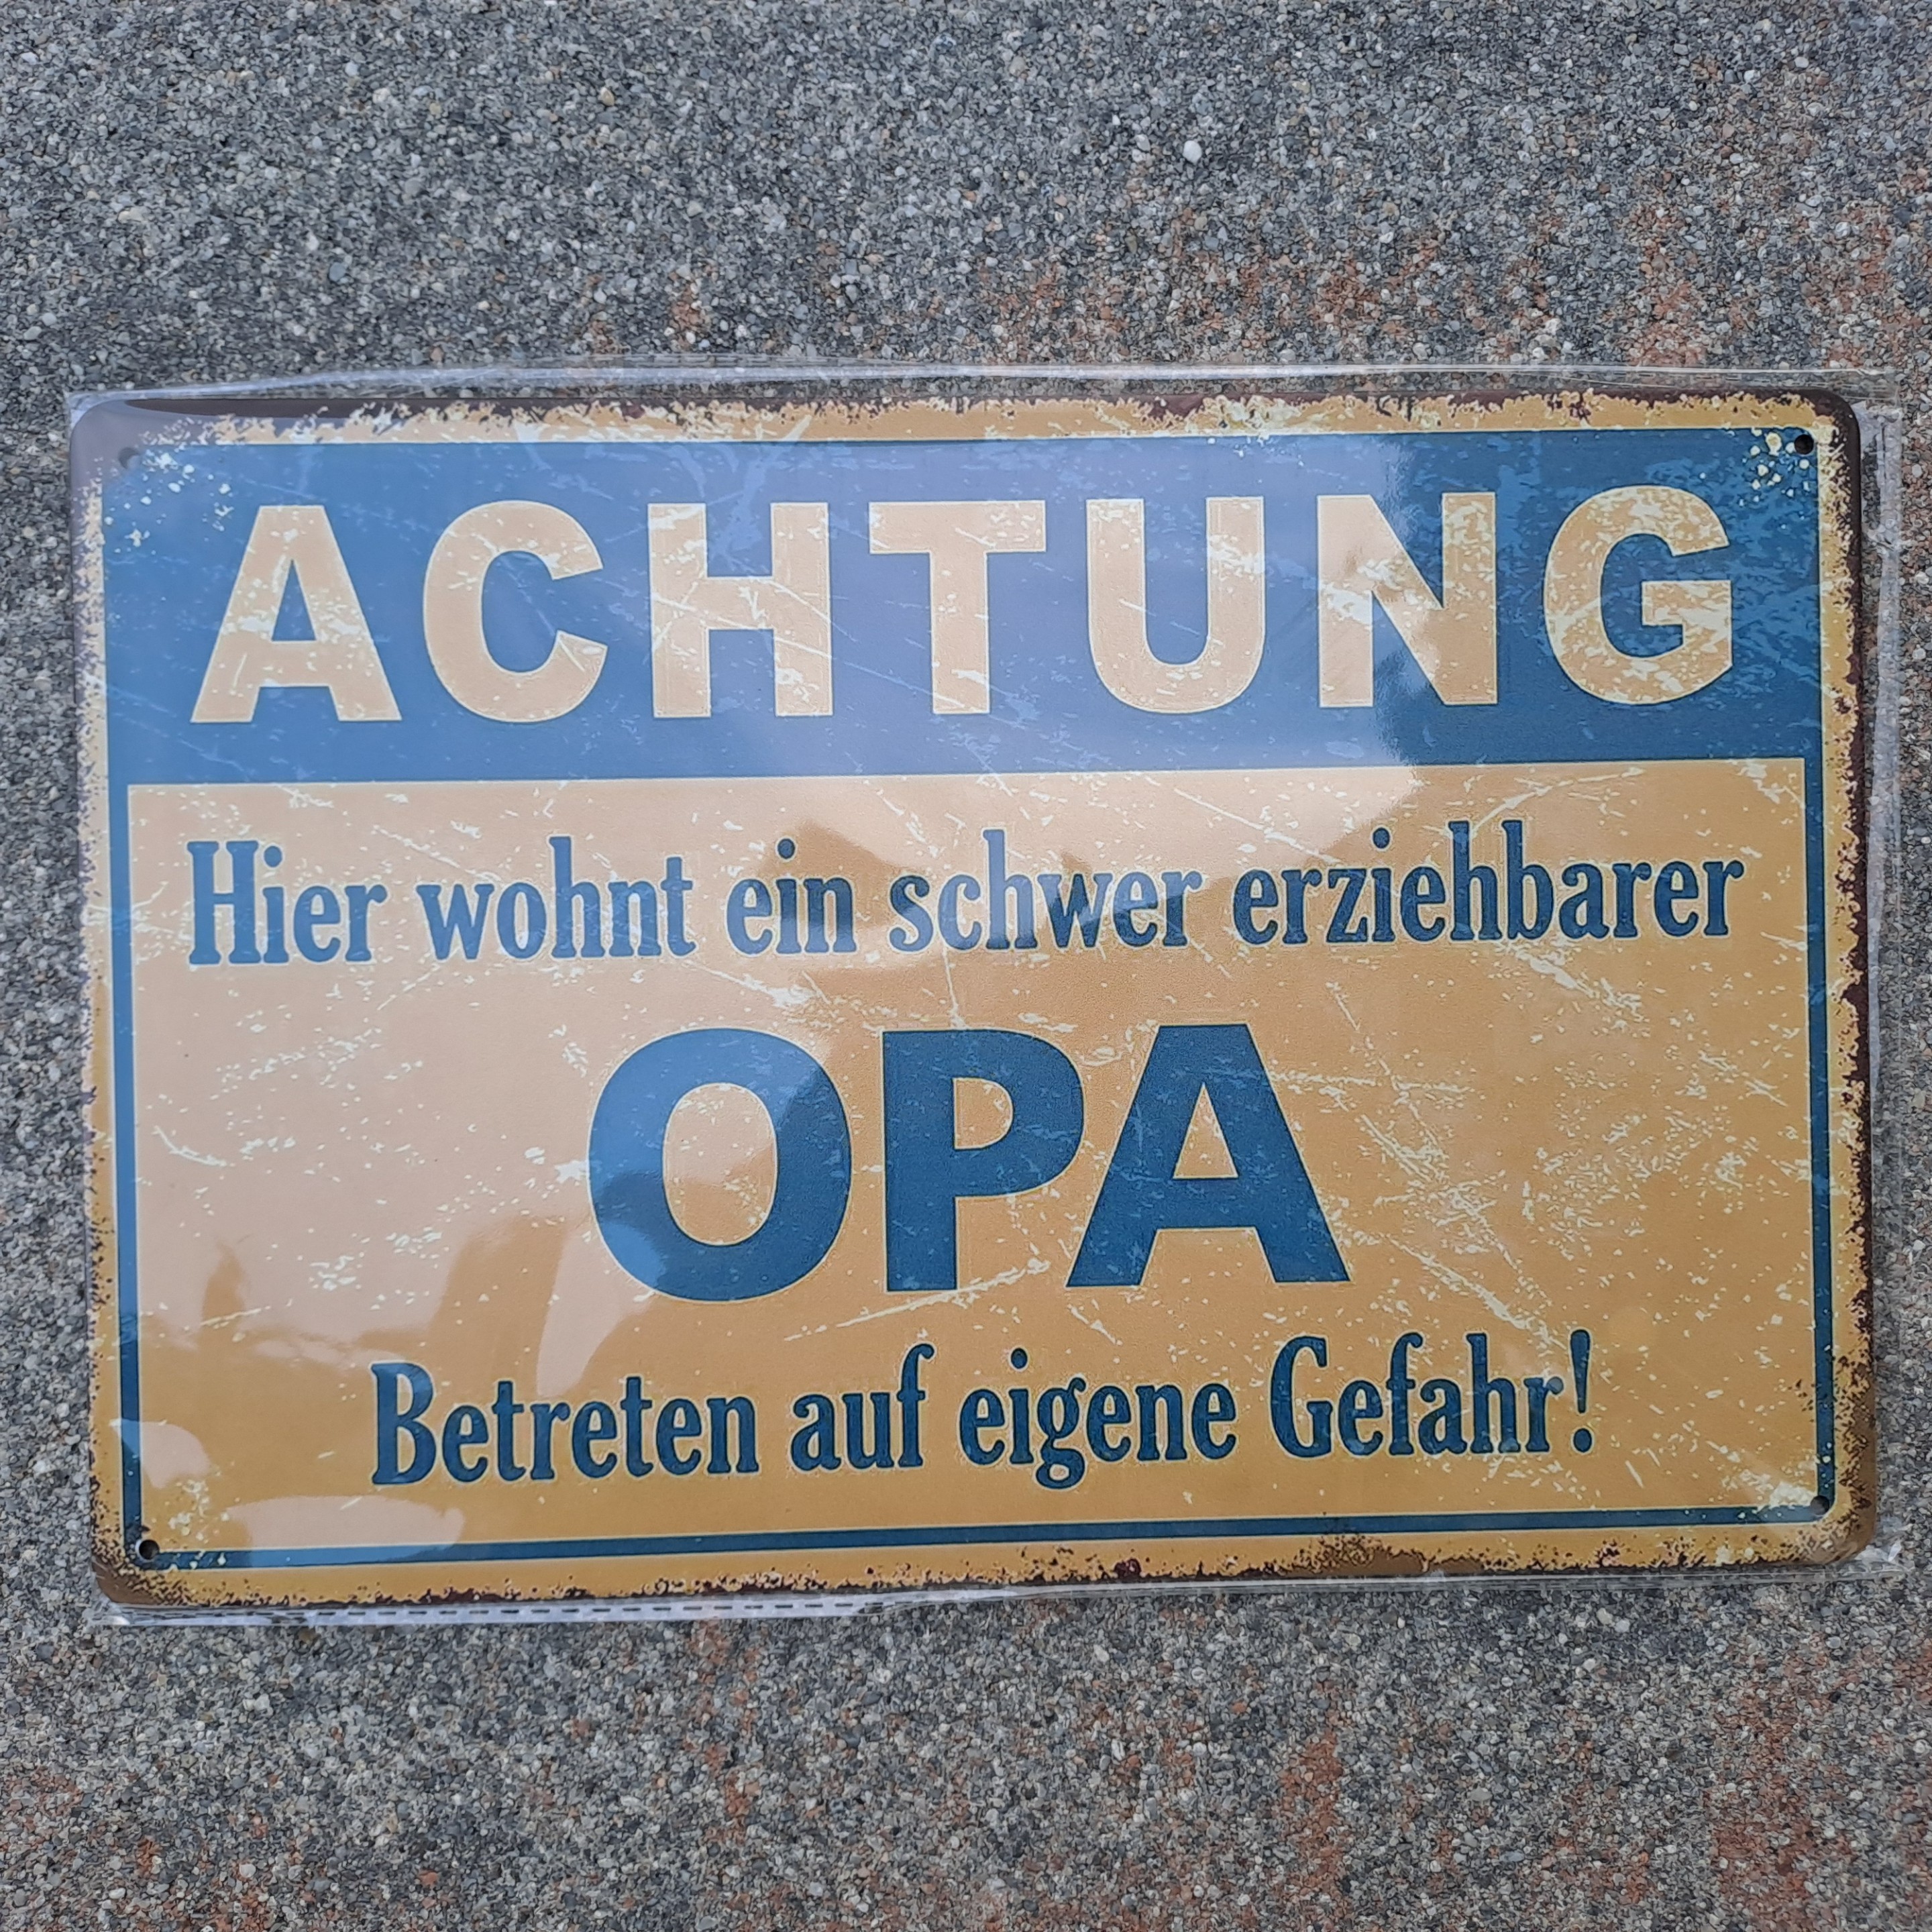 ACHTUNG
Hier wohnt ein schwer erziehbarer
OPA
Betreten auf eigene Gefahr!